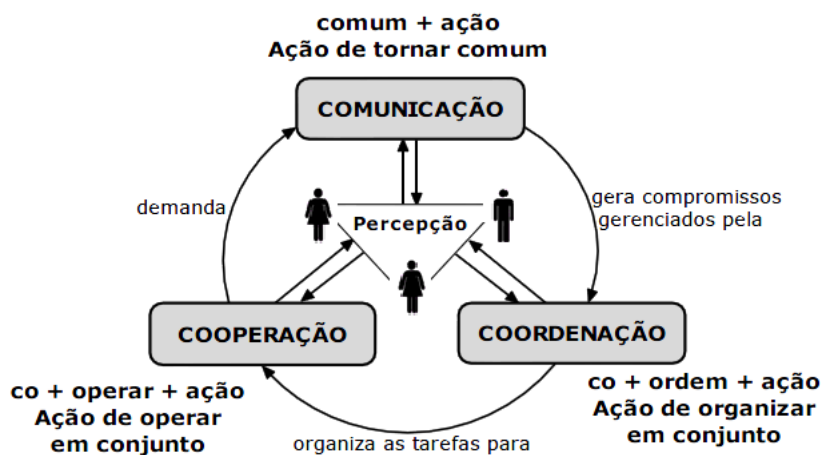 comum + ação
Ação de tornar comum
COMUNICAÇÃO
demanda
gera compromissos
gerenciados pela
Percepção
COOPERAÇÃO
COORDENAÇÃO
co + operar + ação
Ação de operar
em conjunto
co + ordem + ação
Ação de organizar
em conjunto
organiza as tarefas para